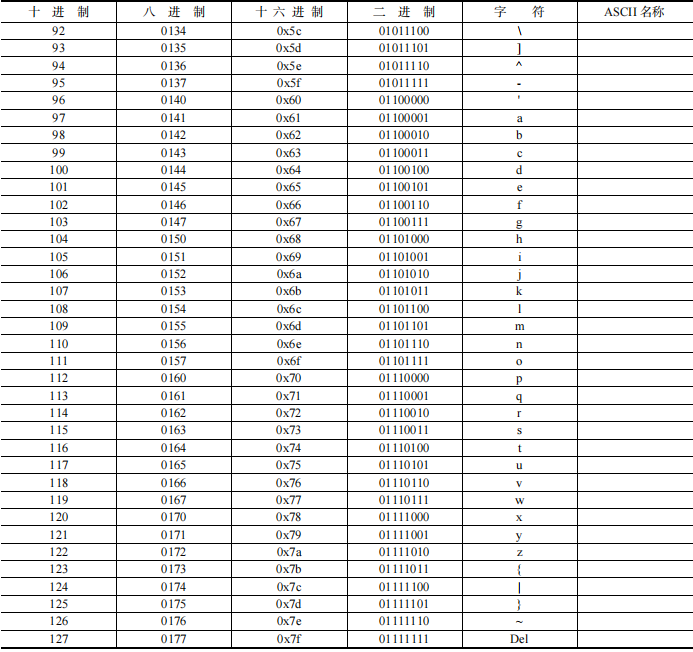 十 进 制 八 进 制 十 六 进 制 二 进 制 字 符 ASCII 名称
92 0134 0x5c 01011100 \
93 0135 0x5d 01011101 ]
94 0136 0x5e 01011110 ^
95 0137 0x5f 01011111 -
96 0140 0x60 01100000 '
97 0141 0x61 01100001 a
98 0142 0x62 01100010 b
99 0143 0x63 01100011 c
100 0144 0x64 01100100 d
101 0145 0x65 01100101 e
102 0146 0x66 01100110 f
103 0147 0x67 01100111 g
104 0150 0x68 01101000 h
105 0151 0x69 01101001 i
106 0152 0x6a 01101010 j
107 0153 0x6b 01101011 k
108 0154 0x6c 01101100 l
109 0155 0x6d 01101101 m
110 0156 0x6e 01101110 n
111 0157 0x6f 01101111 o
112 0160 0x70 01110000 p
113 0161 0x71 01110001 q
114 0162 0x72 01110010 r
115 0163 0x73 01110011 s
116 0164 0x74 01110100 t
117 0165 0x75 01110101 u
118 0166 0x76 01110110 v
119 0167 0x77 01110111 w
120 0170 0x78 01111000 x
121 0171 0x79 01111001 y
122 0172 0x7a 01111010 z
123 0173 0x7b 01111011 {
124 0174 0x7c 01111100 |
125 0175 0x7d 01111101 }
126 0176 0x7e 01111110 ~
127 0177 0x7f 01111111 Del